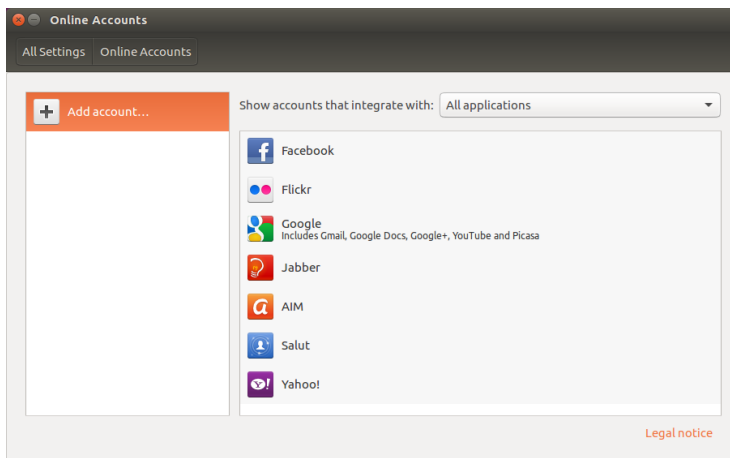 Online Accounts
All Settings Online Accounts
Add account...
Show accounts that integrate with: All applications
Facebook
Flickr
Google
Includes Gmail, Google Docs, Google+, YouTube and Picasa
Jabber
AIM
Salut
Yahoo!
Legal notice